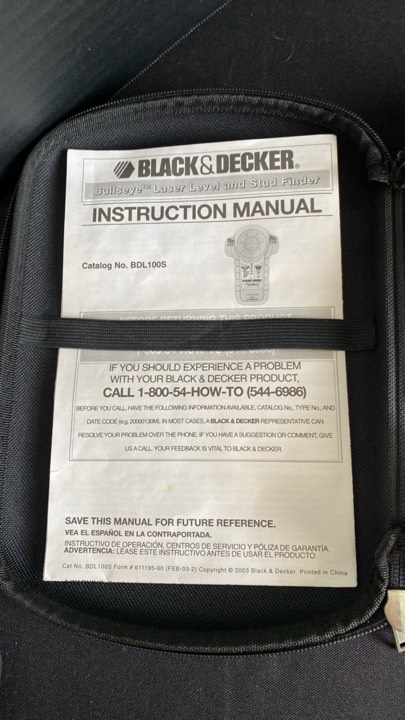 BLACK&DECKER®
Bullseye™ Laser Level and Stud Finder
INSTRUCTION MANUAL
Catalog No. BDL100S
BEFORE RETURNING THIS PRODUCT
IF YOU SHOULD EXPERIENCE A PROBLEM
WITH YOUR BLACK & DECKER PRODUCT,
CALL 1-800-54-HOW-TO (544-6986)
BEFORE YOU CALL, HAVE THE FOLLOWING INFORMATION AVAILABLE, CATALOG No., TYPE No., AND
DATE CODE (e.g. 20000130M). IN MOST CASES, A BLACK & DECKER REPRESENTATIVE CAN
RESOLVE YOUR PROBLEM OVER THE PHONE. IF YOU HAVE A SUGGESTION OR COMMENT, GIVE
US A CALL. YOUR FEEDBACK IS VITAL TO BLACK & DECKER.
SAVE THIS MANUAL FOR FUTURE REFERENCE.
VEA EL ESPAÑOL EN LA CONTRAPORTADA.
INSTRUCTIVO DE OPERACIÓN, CENTROS DE SERVICIO Y PÓLIZA DE GARANTÍA.
ADVERTENCIA: LÉASE ESTE INSTRUCTIVO ANTES DE USAR EL PRODUCTO.
Cat No. BDL100S Form # 611195-00 (FEB-03-2) Copyright © 2003 Black & Decker Printed in China